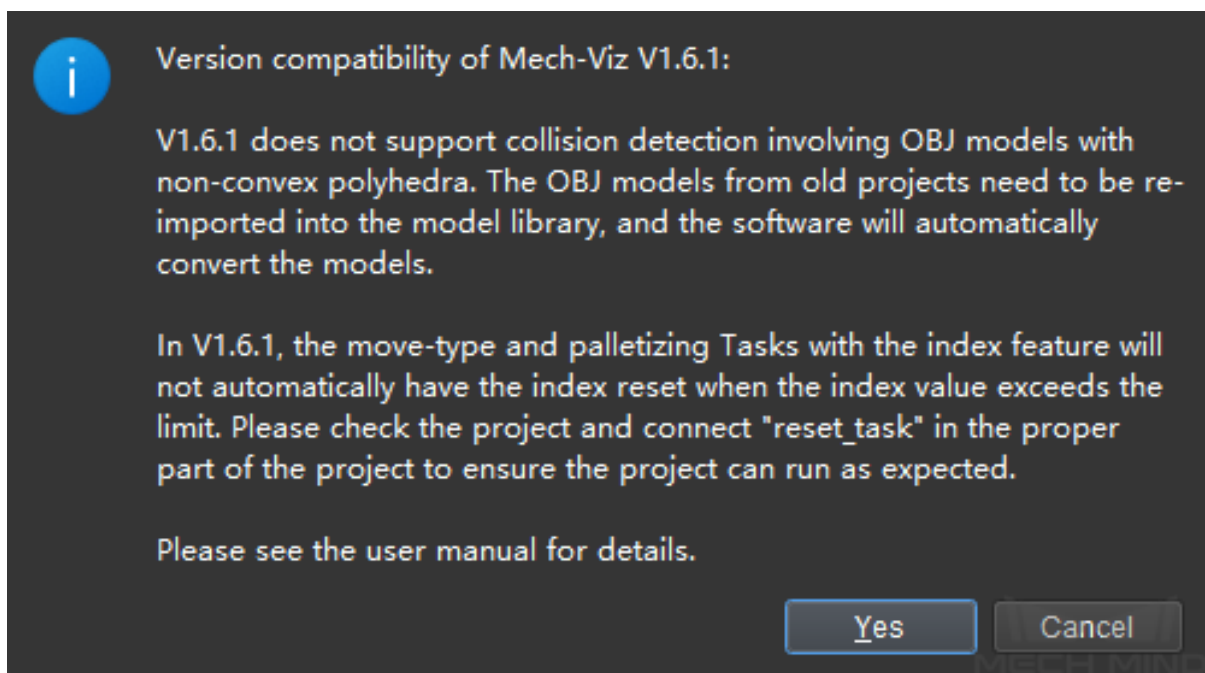 Version compatibility of Mech-Viz V1.6.1:
V1.6.1 does not support collision detection involving OBJ models with
non-convex polyhedra. The OBJ models from old projects need to be re-
imported into the model library, and the software will automatically
convert the models.
In V1.6.1, the move-type and palletizing Tasks with the index feature will
not automatically have the index reset when the index value exceeds the
limit. Please check the project and connect "reset_task" in the proper
part of the project to ensure the project can run as expected.
Please see the user manual for details.
Yes Cancel
MECH MIND